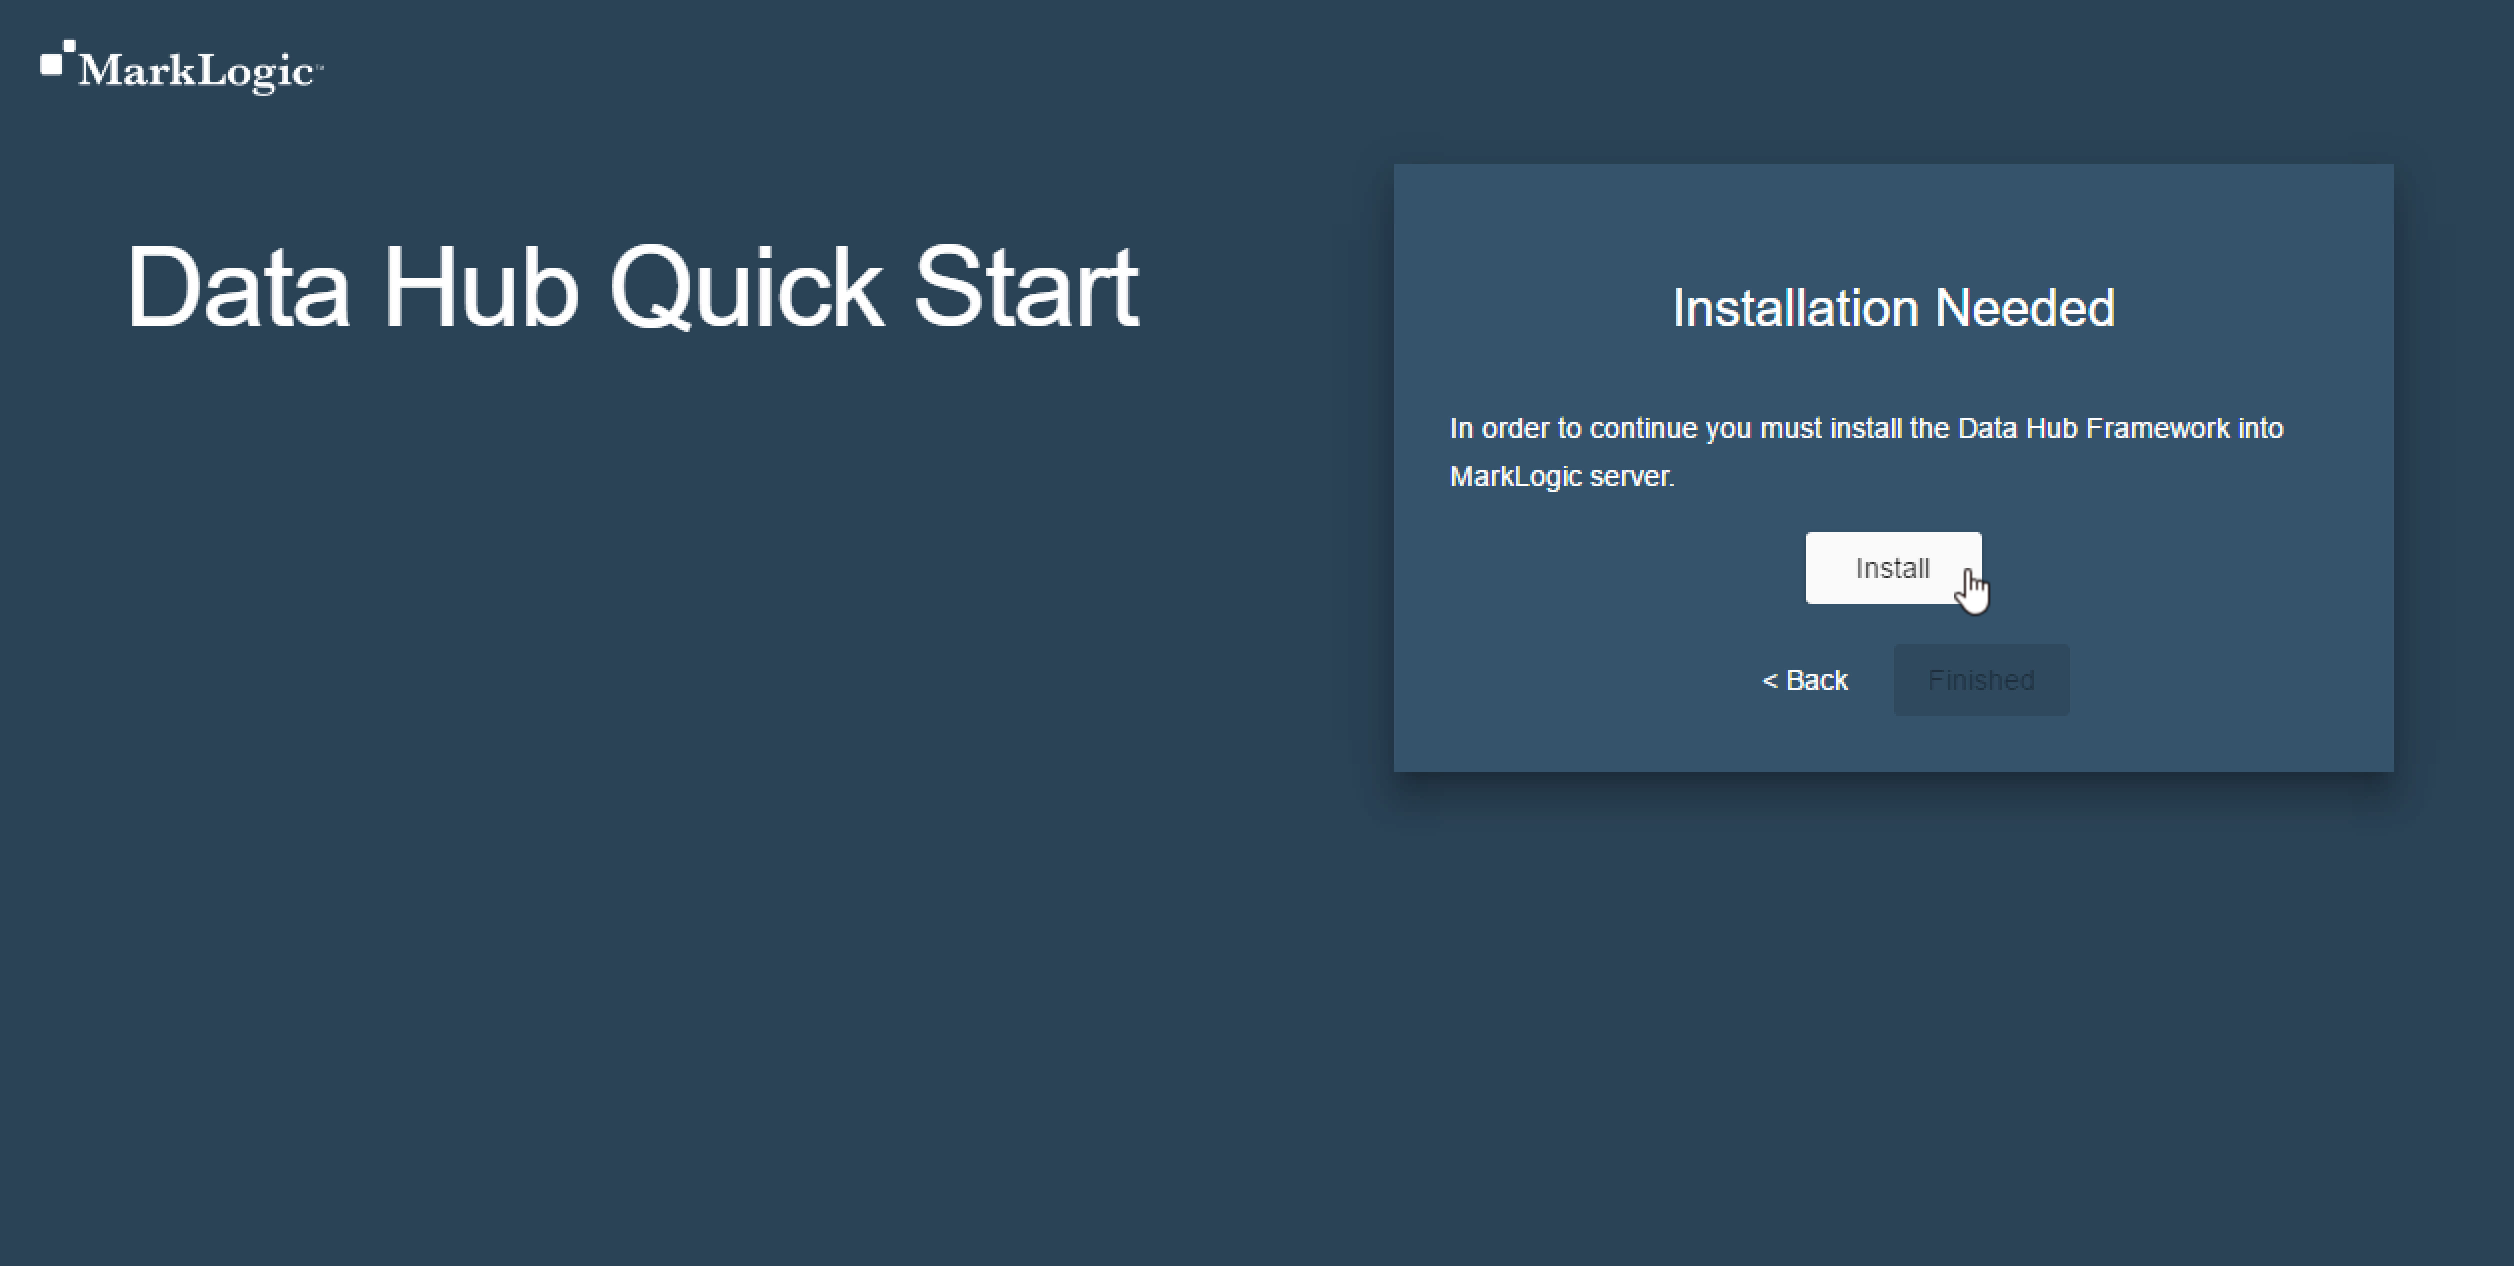 MarkLogic™
Data Hub Quick Start
Installation Needed
In order to continue you must install the Data Hub Framework into
MarkLogic server.
Install
< Back
Finished